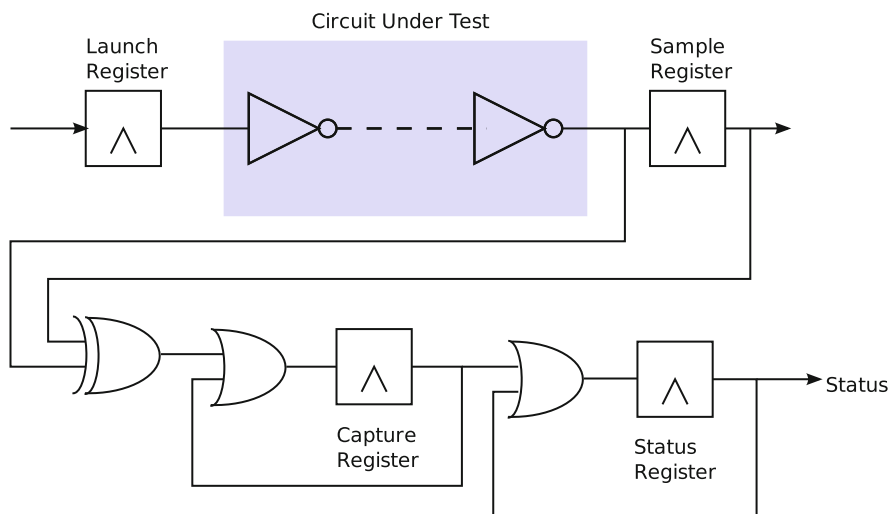 Circuit Under Test
Launch
Register
Sample
Register
Capture
Register
Status
Register
Status